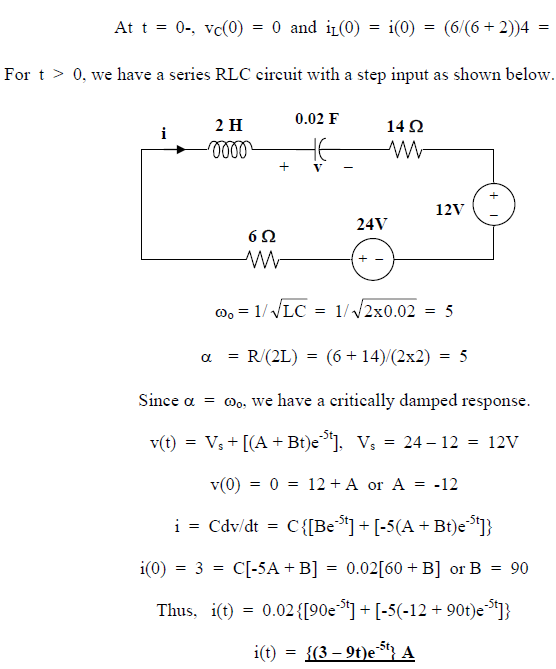 At t = 0-, vC(0) = 0 and iL(0) = i(0) = (6/(6 + 2))4 =
For t > 0, we have a series RLC circuit with a step input as shown below.
i
2 H
0.02 F
14 Ω
+ v −
12V
+ −
6 Ω
24V
+ −
ωo = 1/√LC = 1/√2x0.02 = 5
α = R/(2L) = (6 + 14)/(2x2) = 5
Since α = ωo, we have a critically damped response.
v(t) = Vs + [(A + Bt)e-5t], Vs = 24 – 12 = 12V
v(0) = 0 = 12 + A or A = -12
i = Cdv/dt = C{[Be-5t] + [-5(A + Bt)e-5t]}
i(0) = 3 = C[-5A + B] = 0.02[60 + B] or B = 90
Thus, i(t) = 0.02{[90e-5t] + [-5(-12 + 90t)e-5t]}
i(t) = {(3 – 9t)e-5t} A